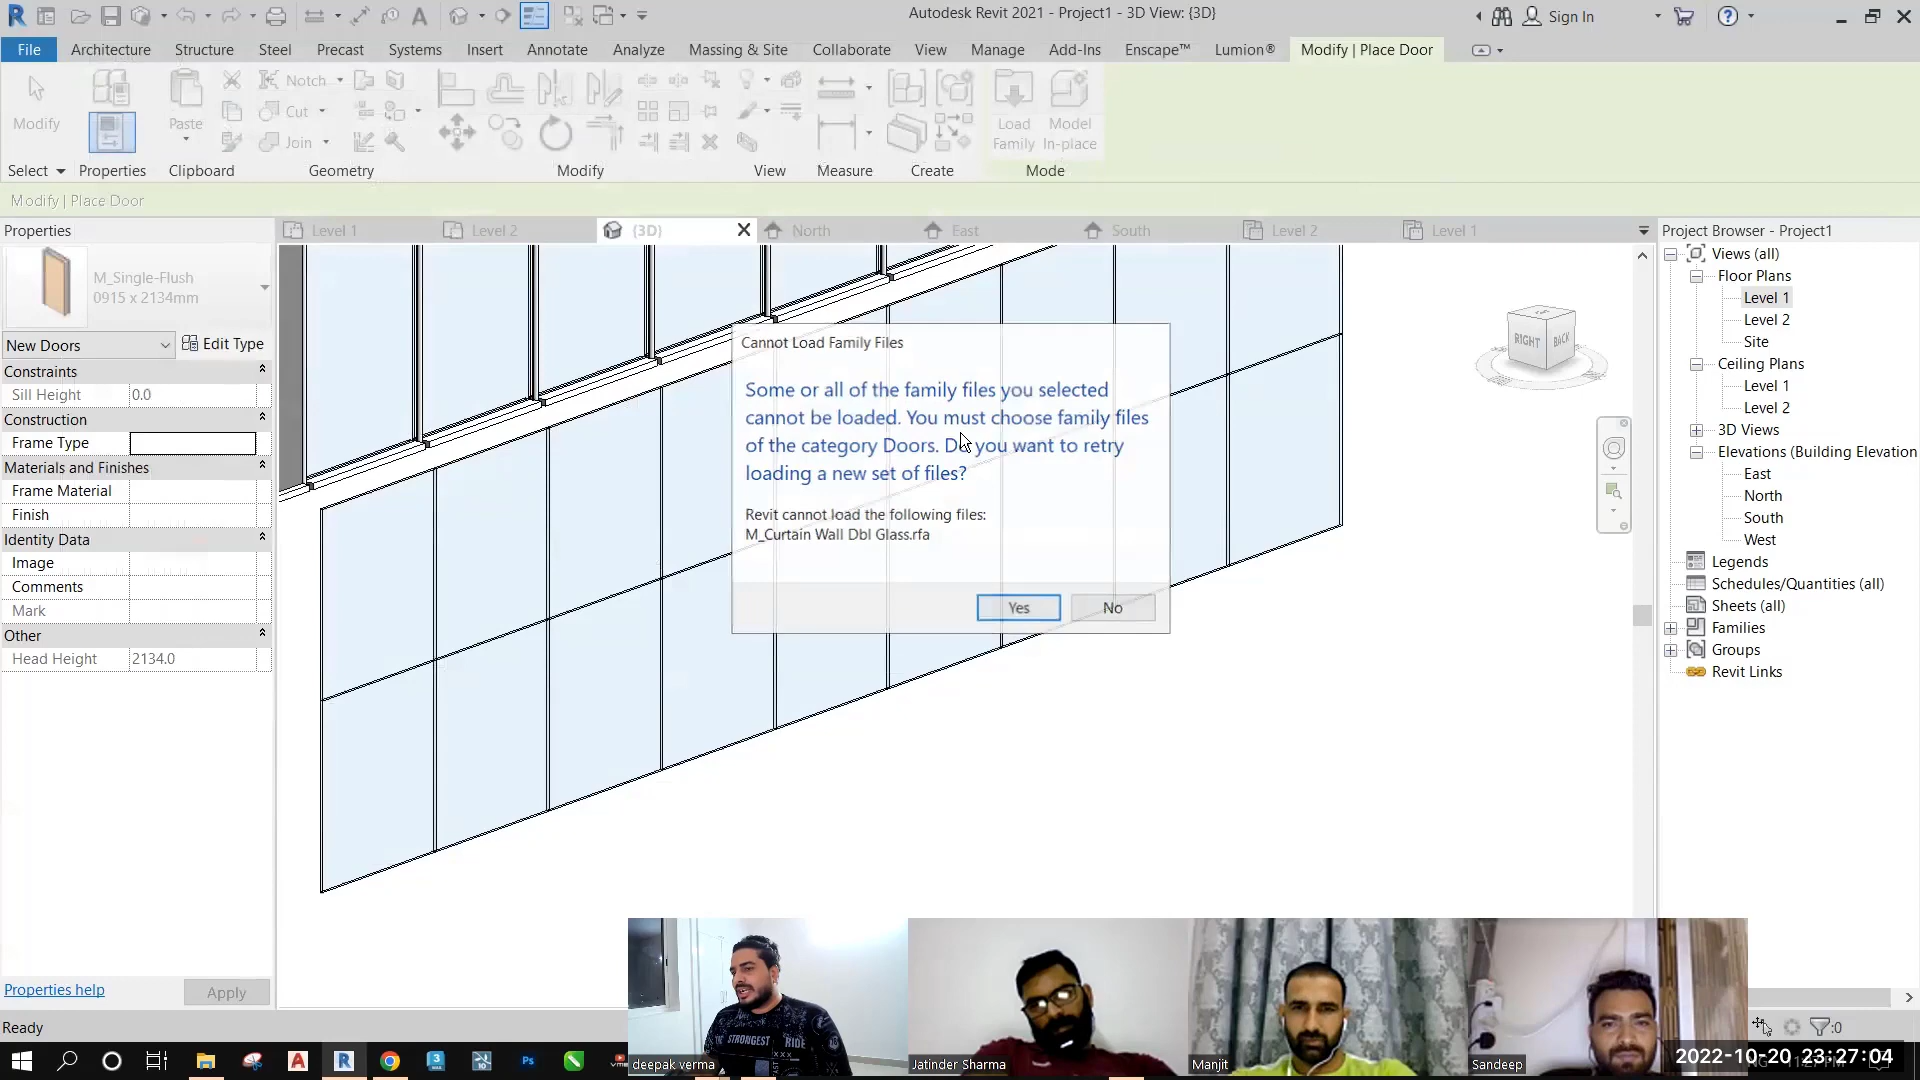 Autodesk Revit 2021 - Project1 - 3D View: {3D}
Sign In
File
Architecture
Structure
Steel
Precast
Systems
Insert
Annotate
Analyze
Massing & Site
Collaborate
View
Manage
Add-Ins
Enscape™
Lumion®
Modify | Place Door
Modify
Paste
Notch
Cut
Join
Load
Family
Model
In-place
Select
Properties
Clipboard
Geometry
Modify
View
Measure
Create
Mode
Modify | Place Door
Properties
Level 1
Level 2
{3D}
North
East
South
Level 2
Level 1
Project Browser - Project1
M_Single-Flush
0915 x 2134mm
New Doors
Edit Type
Constraints
Sill Height 0.0
Construction
Frame Type
Materials and Finishes
Frame Material
Finish
Identity Data
Image
Comments
Mark
Other
Head Height 2134.0
Properties help
Apply
Ready
Cannot Load Family Files
Some or all of the family files you selected
cannot be loaded. You must choose family files
of the category Doors. Do you want to retry
loading a new set of files?
Revit cannot load the following files:
M_Curtain Wall Dbl Glass.rfa
Yes
No
RIGHT
BACK
Views (all)
Floor Plans
Level 1
Level 2
Site
Ceiling Plans
Level 1
Level 2
3D Views
Elevations (Building Elevation
East
North
South
West
Legends
Schedules/Quantities (all)
Sheets (all)
Families
Groups
Revit Links
:0
STRONGEST
RIDE
deepak verma
Jatinder Sharma
Manjit
Sandeep
2022-10-20 23:27:04